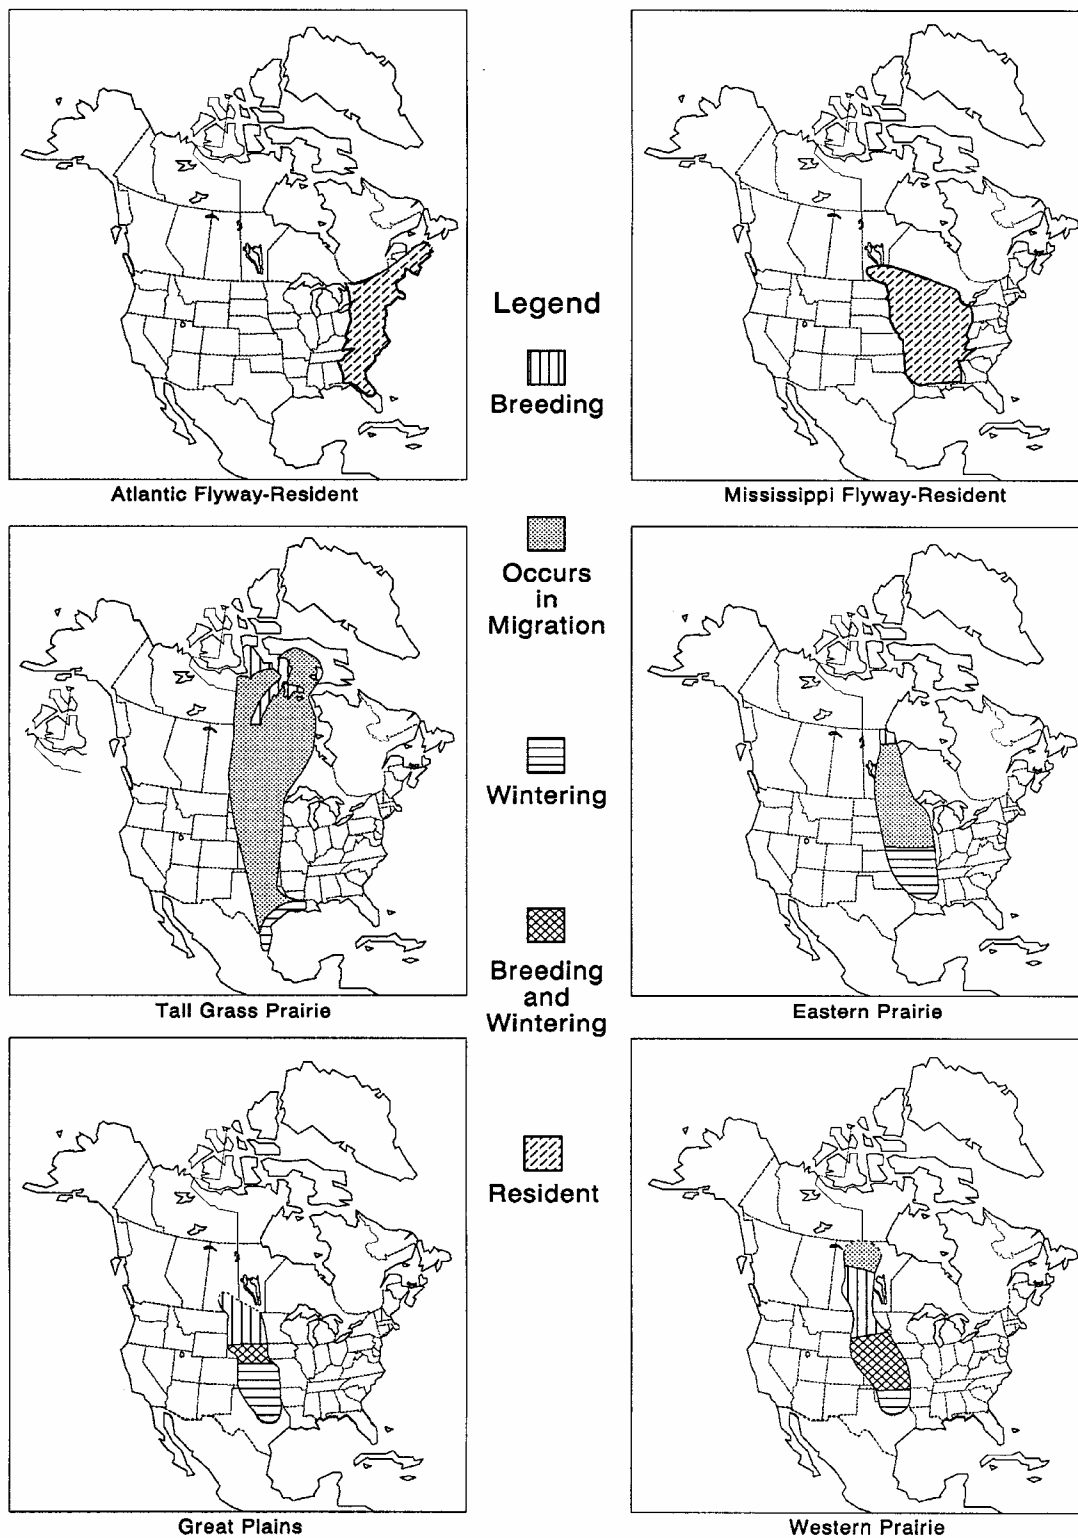 Atlantic Flyway-Resident
Mississippi Flyway-Resident
Legend
Breeding
Occurs
in
Migration
Wintering
Breeding
and
Wintering
Resident
Tall Grass Prairie
Eastern Prairie
Great Plains
Western Prairie